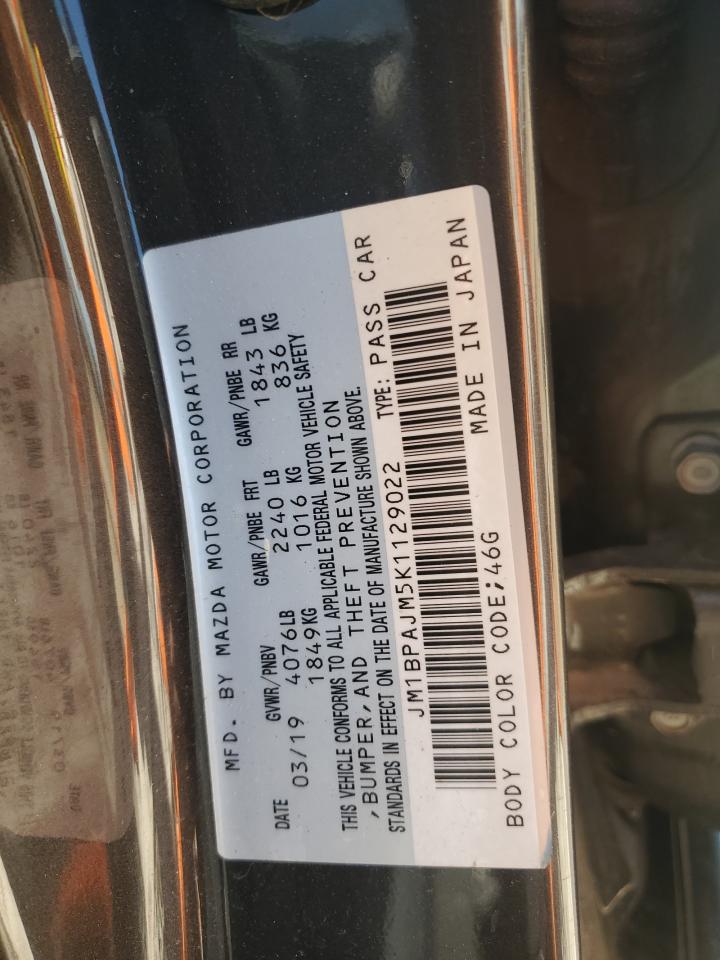 MFD. BY MAZDA MOTOR CORPORATION
DATE GVWR/PNBV GAWR/PNBE FRT GAWR/PNBE RR
03/19 4076LB 2240 LB 1843 LB
1849KG 1016 KG 836 KG
THIS VEHICLE CONFORMS TO ALL APPLICABLE FEDERAL MOTOR VEHICLE SAFETY
,BUMPER,AND THEFT PREVENTION
STANDARDS IN EFFECT ON THE DATE OF MANUFACTURE SHOWN ABOVE.
JM1BPAJM5K1129022 TYPE: PASS CAR
MADE IN JAPAN
BODY COLOR CODE;46G